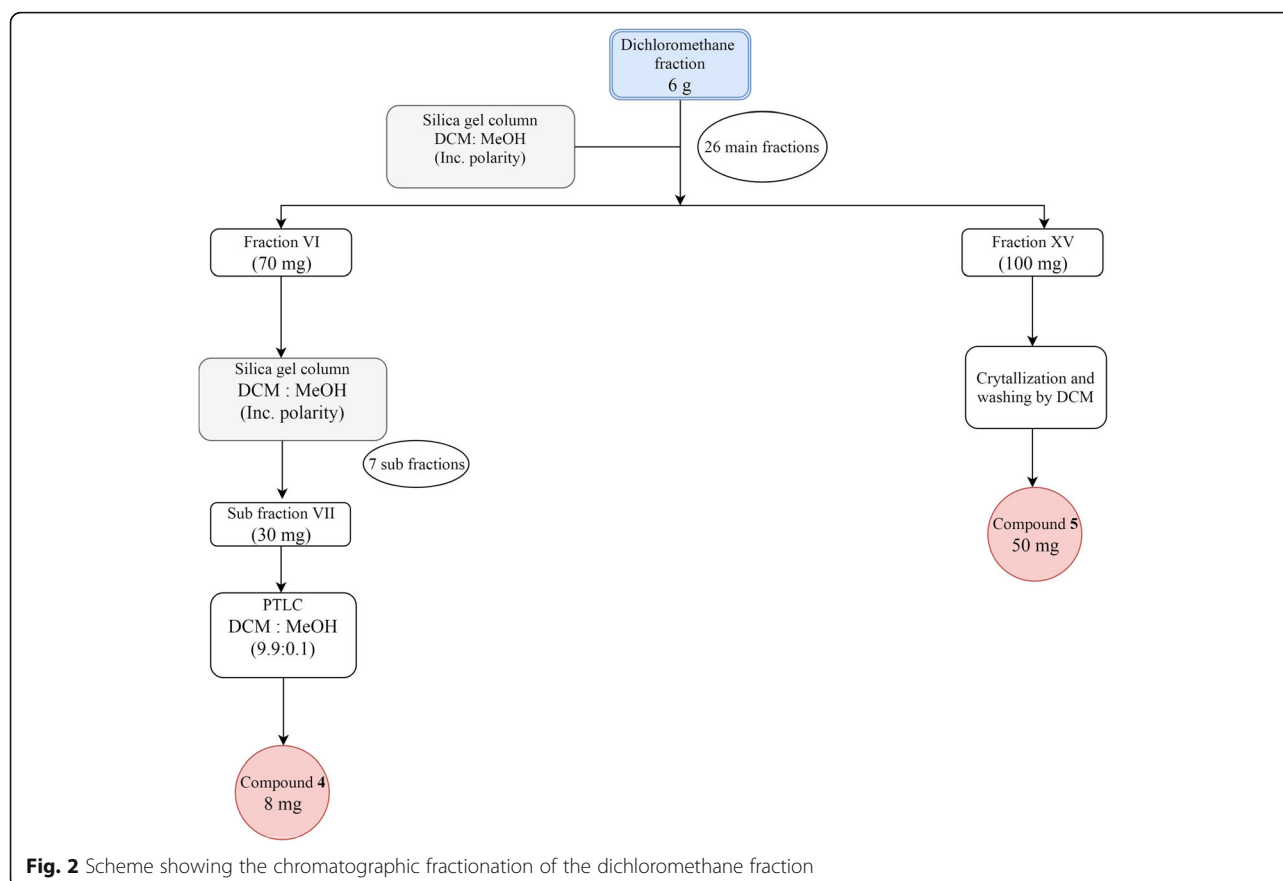 Dichloromethane
fraction
6 g
Silica gel column
DCM: MeOH
(Inc. polarity)
26 main fractions
Fraction VI
(70 mg)
Fraction XV
(100 mg)
Silica gel column
DCM : MeOH
(Inc. polarity)
Crytallization and
washing by DCM
7 sub fractions
Sub fraction VII
(30 mg)
Compound 5
50 mg
PTLC
DCM : MeOH
(9.9:0.1)
Compound 4
8 mg
Fig. 2 Scheme showing the chromatographic fractionation of the dichloromethane fraction